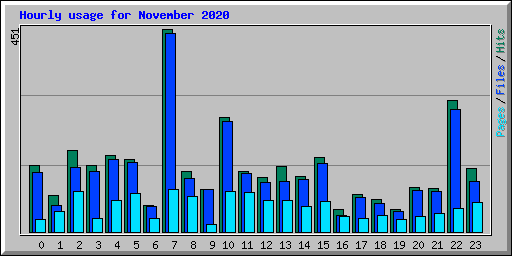 Hourly usage for November 2020
451
Pages / Files / Hits
0 1 2 3 4 5 6 7 8 9 10 11 12 13 14 15 16 17 18 19 20 21 22 23